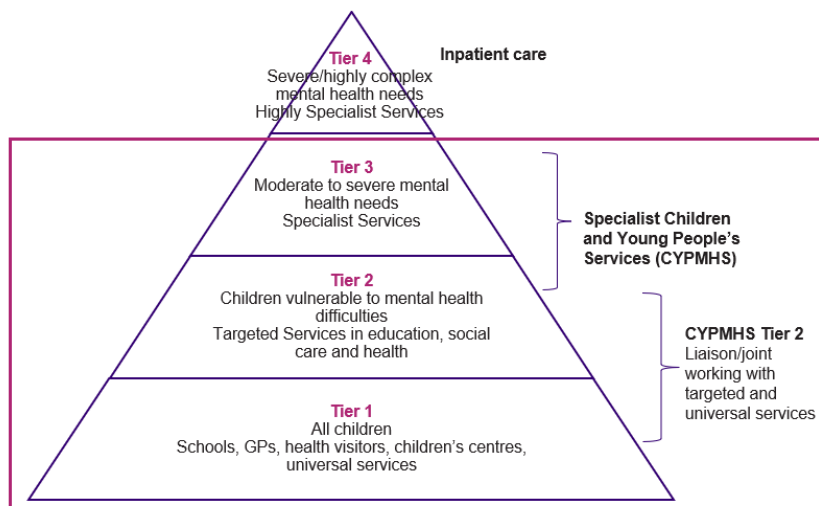 Tier 4
Severe/highly complex
mental health needs
Highly Specialist Services
Inpatient care
Tier 3
Moderate to severe mental
health needs
Specialist Services
Specialist Children
and Young People’s
Services (CYPMHS)
Tier 2
Children vulnerable to mental health
difficulties
Targeted Services in education, social
care and health
CYPMHS Tier 2
Liaison/joint
working with
targeted and
universal services
Tier 1
All children
Schools, GPs, health visitors, children’s centres,
universal services